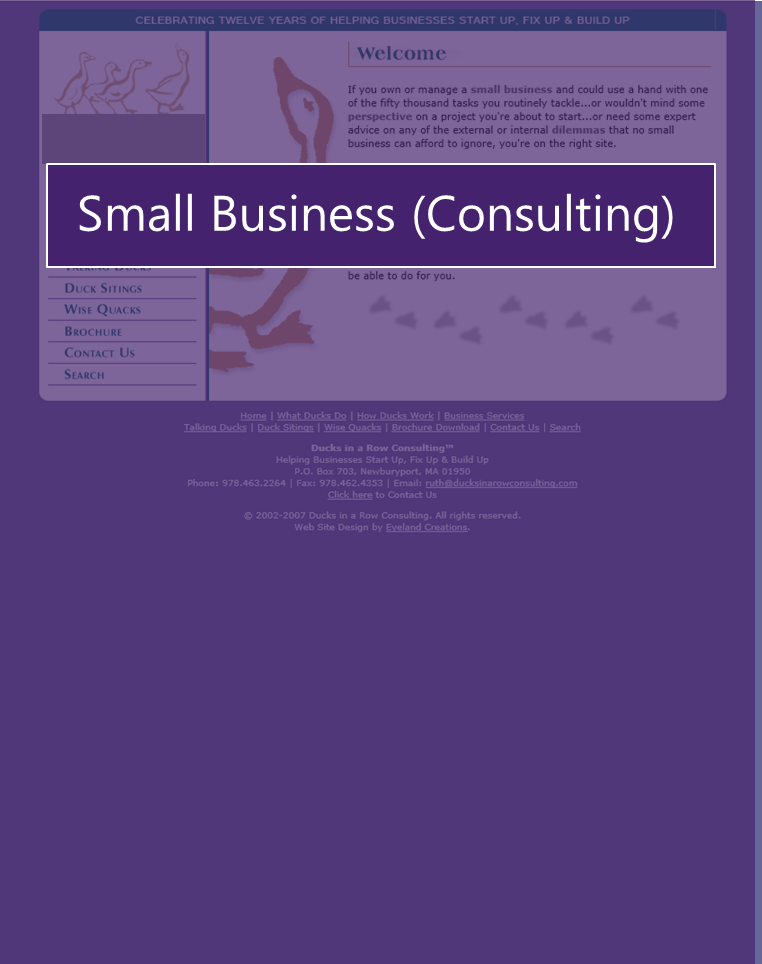 CELEBRATING TWELVE YEARS OF HELPING BUSINESSES START UP, FIX UP & BUILD UP
Welcome
If you own or manage a small business and could use a hand with one
of the fifty thousand tasks you routinely tackle...or wouldn't mind some
perspective on a project you're about to start...or need some expert
advice on any of the external or internal dilemmas that no small
business can afford to ignore, you're on the right site.
Small Business (Consulting)
be able to do for you.
TALKING DUCKS
DUCK SITINGS
WISE QUACKS
BROCHURE
CONTACT US
SEARCH
Home | What Ducks Do | How Ducks Work | Business Services
Talking Ducks | Duck Sitings | Wise Quacks | Brochure Download | Contact Us | Search
Ducks in a Row Consulting™
Helping Businesses Start Up, Fix Up & Build Up
P.O. Box 703, Newburyport, MA 01950
Phone: 978.463.2264 | Fax: 978.462.4353 | Email: ruth@ducksinarowconsulting.com
Click here to Contact Us
© 2002-2007 Ducks in a Row Consulting. All rights reserved.
Web Site Design by Eyeland Creations.